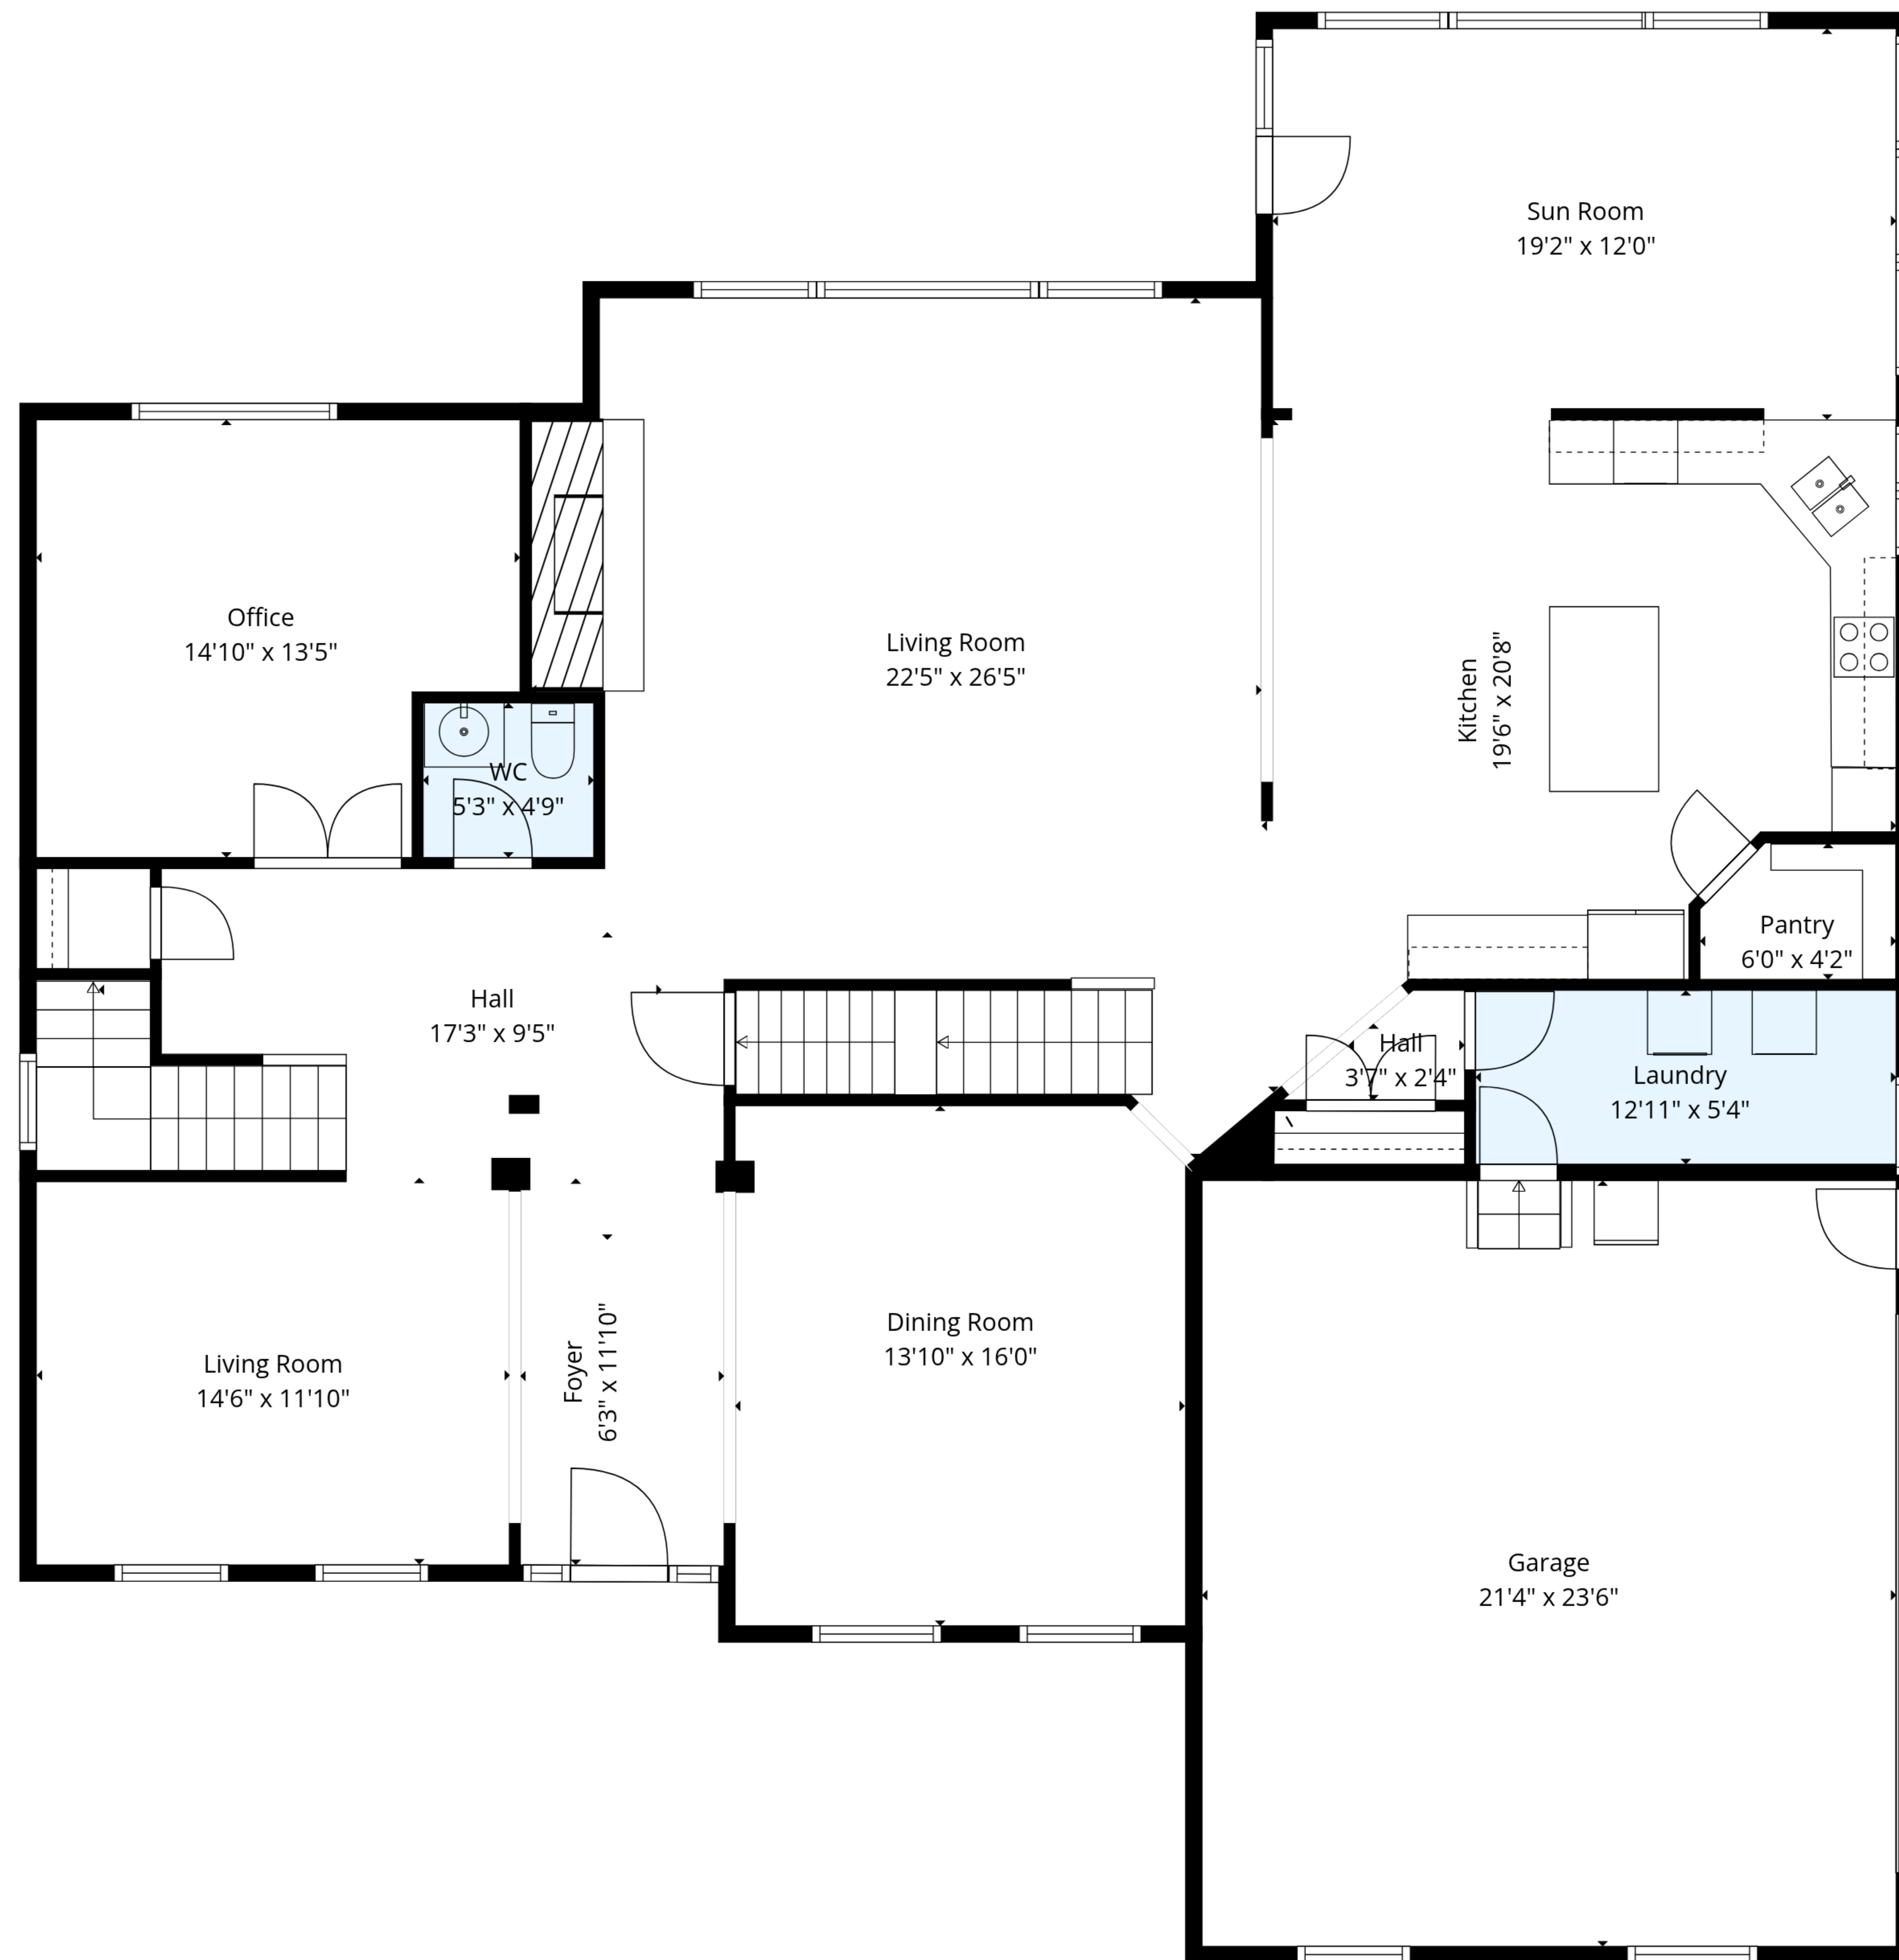 Sun Room
19'2" x 12'0"
Office
14'10" x 13'5"
Living Room
22'5" x 26'5"
Kitchen
19'6" x 20'8"
WC
5'3" x 4'9"
Pantry
6'0" x 4'2"
Hall
17'3" x 9'5"
Hall
3'7" x 2'4"
Laundry
12'11" x 5'4"
Living Room
14'6" x 11'10"
Foyer
6'3" x 11'10"
Dining Room
13'10" x 16'0"
Garage
21'4" x 23'6"